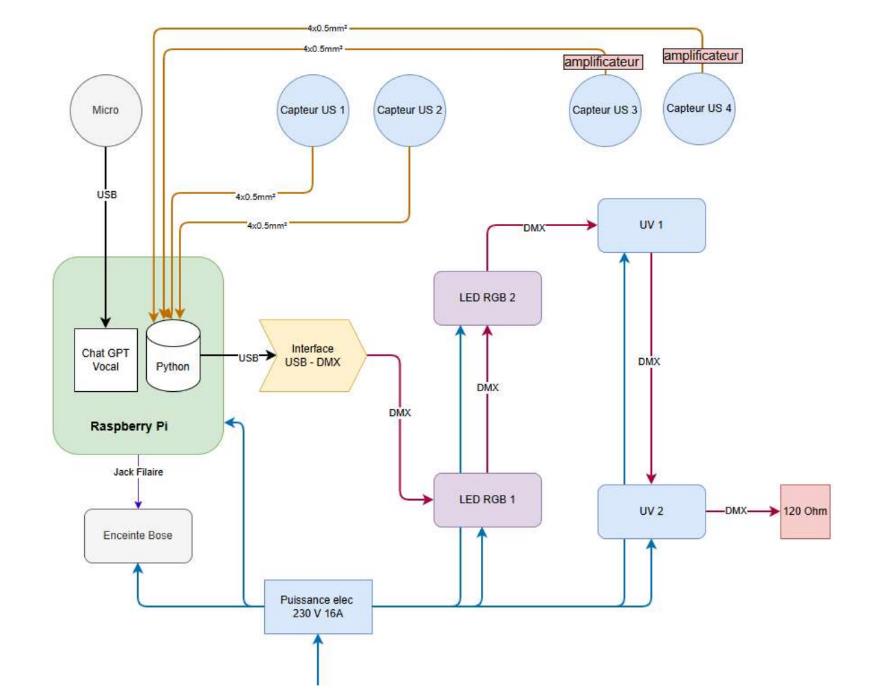 4x0.5mm²
4x0.5mm²
amplificateur
amplificateur
Micro
Capteur US 1
Capteur US 2
Capteur US 3
Capteur US 4
USB
4x0.5mm²
4x0.5mm²
UV 1
DMX
LED RGB 2
Chat GPT
Vocal
Python
USB
Interface
USB - DMX
DMX
DMX
DMX
Raspberry Pi
Jack Filaire
LED RGB 1
UV 2
DMX
120 Ohm
Enceinte Bose
Puissance elec
230 V 16A